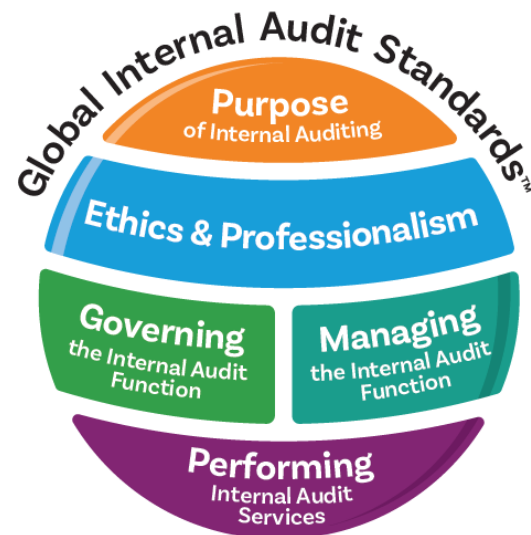 Global Internal Audit Standards™
Purpose
of Internal Auditing
Ethics & Professionalism
Governing
the Internal Audit
Function
Managing
the Internal Audit
Function
Performing
Internal Audit
Services